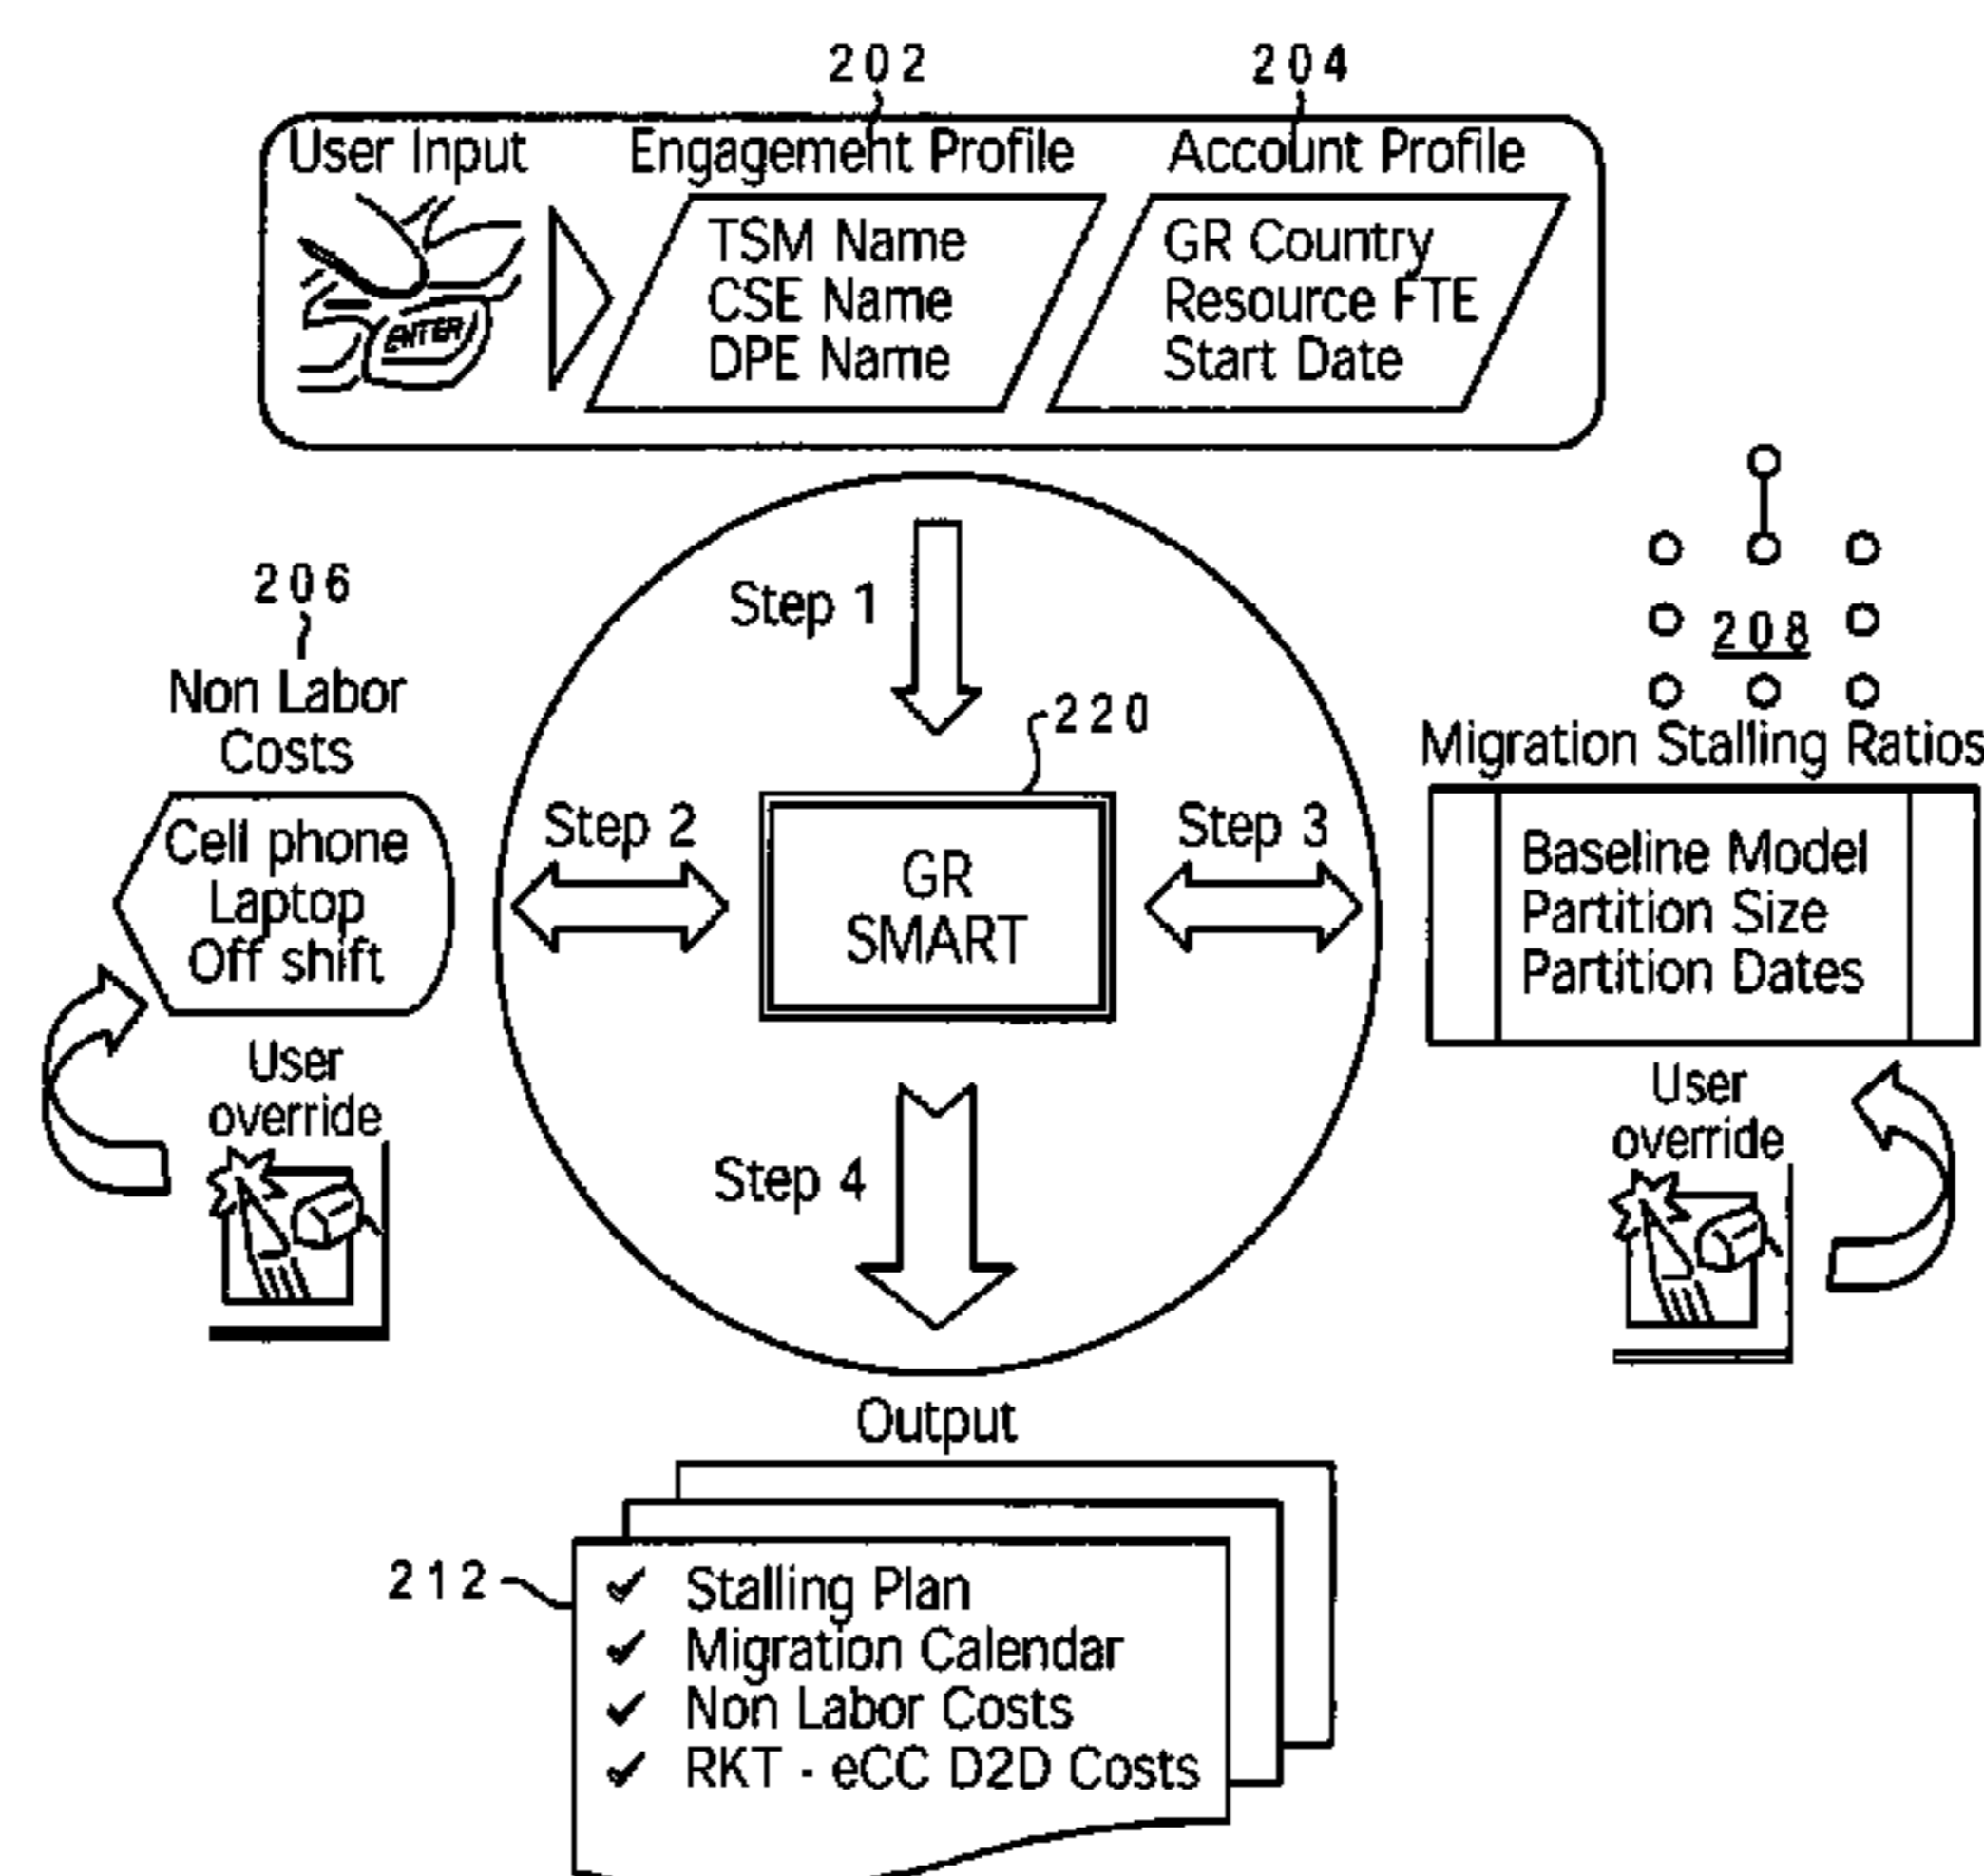 202
204
User Input
Engagement Profile
Account Profile
TSM Name
CSE Name
DPE Name
GR Country
Resource FTE
Start Date
ENTER
Step 1
206
Non Labor
Costs
Cell phone
Laptop
Off shift
User
override
Step 2
220
GR
SMART
Step 3
208
Migration Stalling Ratios
Baseline Model
Partition Size
Partition Dates
User
override
Step 4
Output
212
✓ Stalling Plan
✓ Migration Calendar
✓ Non Labor Costs
✓ RKT - eCC D2D Costs